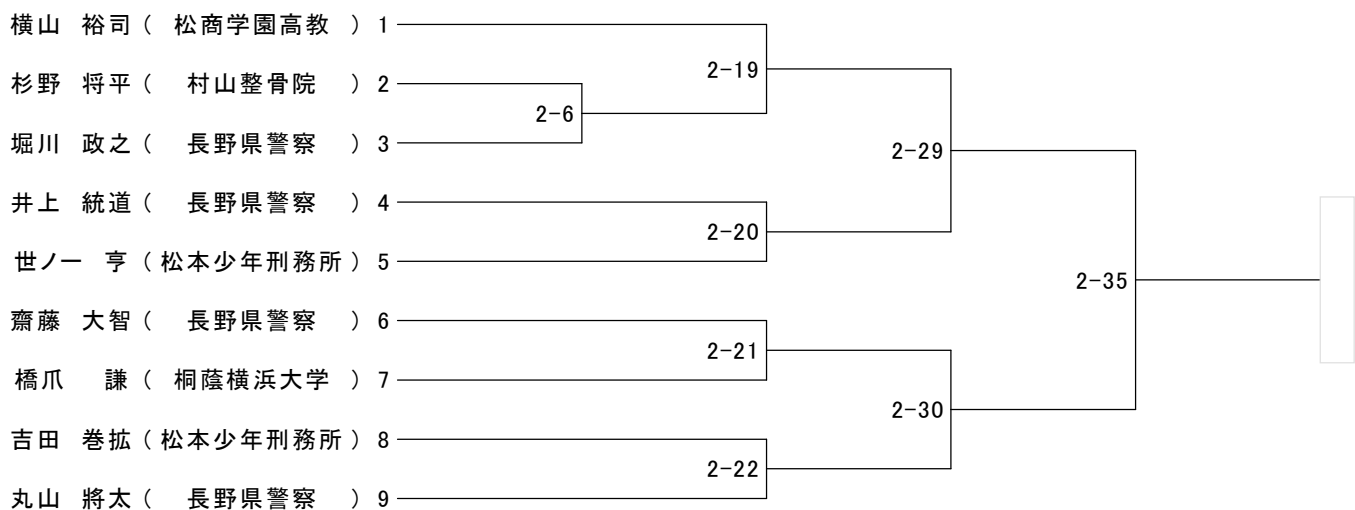 横山 裕司 ( 松商学園高教 ) 1
2-19
杉野 将平 ( 村山整骨院 ) 2
2-6
堀川 政之 ( 長野県警察 ) 3
2-29
井上 統道 ( 長野県警察 ) 4
2-20
世ノ一 亨 ( 松本少年刑務所 ) 5
2-35
齋藤 大智 ( 長野県警察 ) 6
2-21
橋爪 謙 ( 桐蔭横浜大学 ) 7
2-30
吉田 巻拡 ( 松本少年刑務所 ) 8
2-22
丸山 將太 ( 長野県警察 ) 9